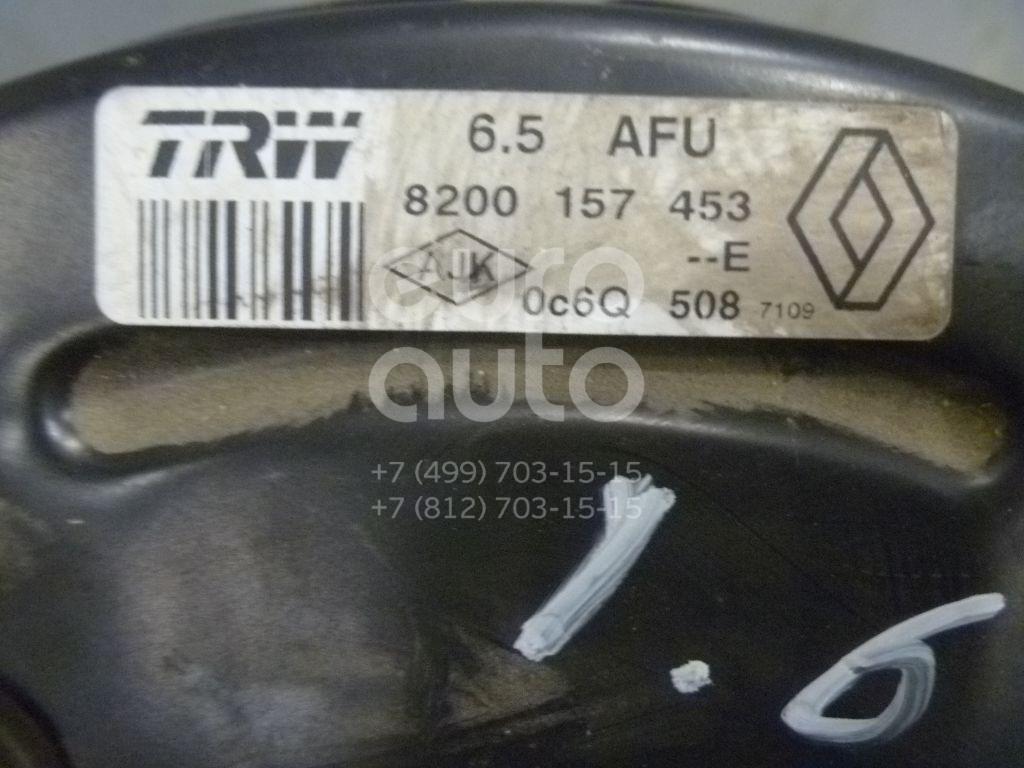 TRW 6.5 AFU
8200 157 453
AJK --E
0c6Q 508 7109
euro
auto
+7 (499) 703-15-15
+7 (812) 703-15-15
1.6